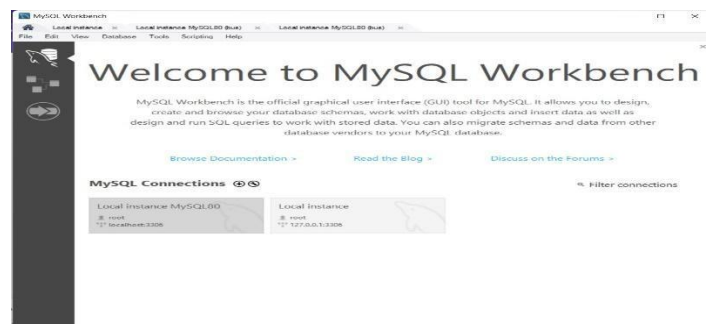 MySQL Workbench
Local instance Local instance MySQL80 (bus) Local instance MySQL80 (bus)
File Edit View Database Tools Scripting Help
Welcome to MySQL Workbench
MySQL Workbench is the official graphical user interface (GUI) tool for MySQL. It allows you to design,
create and browse your database schemas, work with database objects and insert data as well as
design and run SQL queries to work with stored data. You can also migrate schemas and data from other
database vendors to your MySQL database.
Browse Documentation > Read the Blog > Discuss on the Forums >
MySQL Connections Filter connections
Local instance MySQL80 Local instance
root root
localhost:3306 127.0.0.1:3306